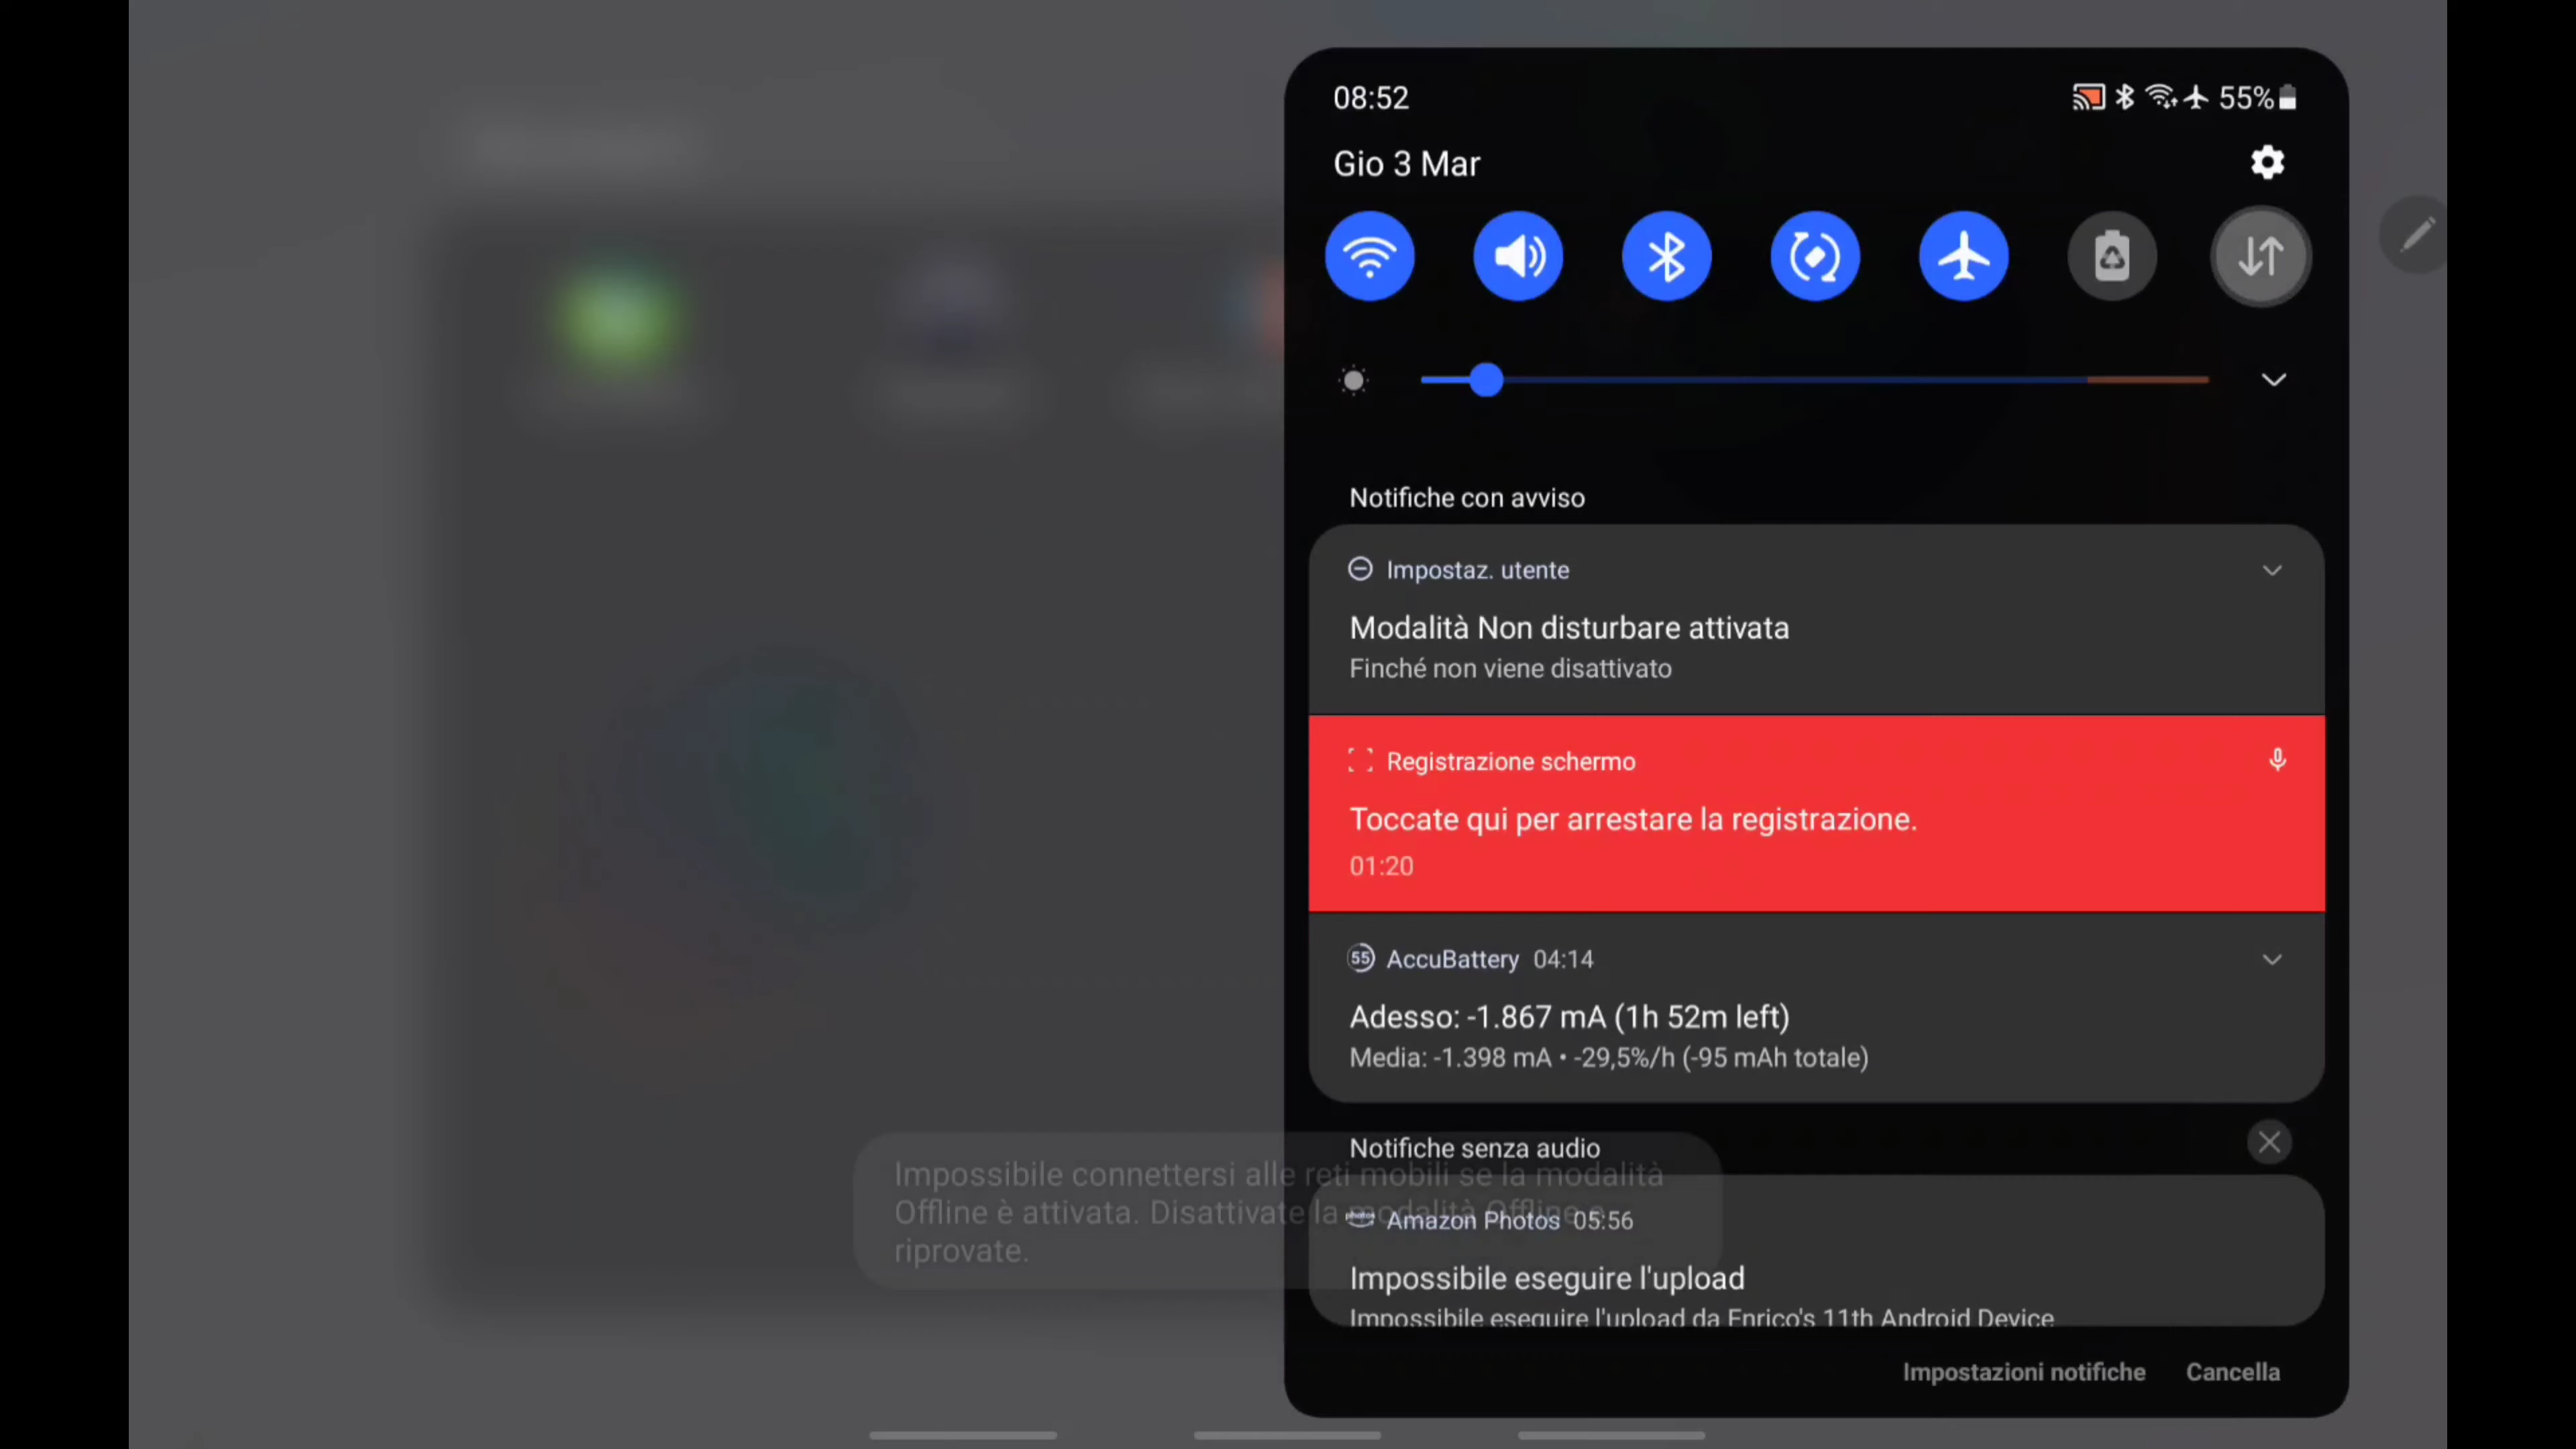 08:52
55%
Gio 3 Mar
Notifiche con avviso
Impostaz. utente
Modalità Non disturbare attivata
Finché non viene disattivato
Registrazione schermo
Toccate qui per arrestare la registrazione.
01:20
55 AccuBattery 04:14
Adesso: -1.867 mA (1h 52m left)
Media: -1.398 mA • -29,5%/h (-95 mAh totale)
Notifiche senza audio
Impossibile connettersi alle reti mobili se la modalità
Offline è attivata. Disattivate la modalità Offline e
riprovate.
photos Amazon Photos 05:56
Impossibile eseguire l'upload
Impossibile eseguire l'upload da Enrico's 11th Android Device
Impostazioni notifiche Cancella